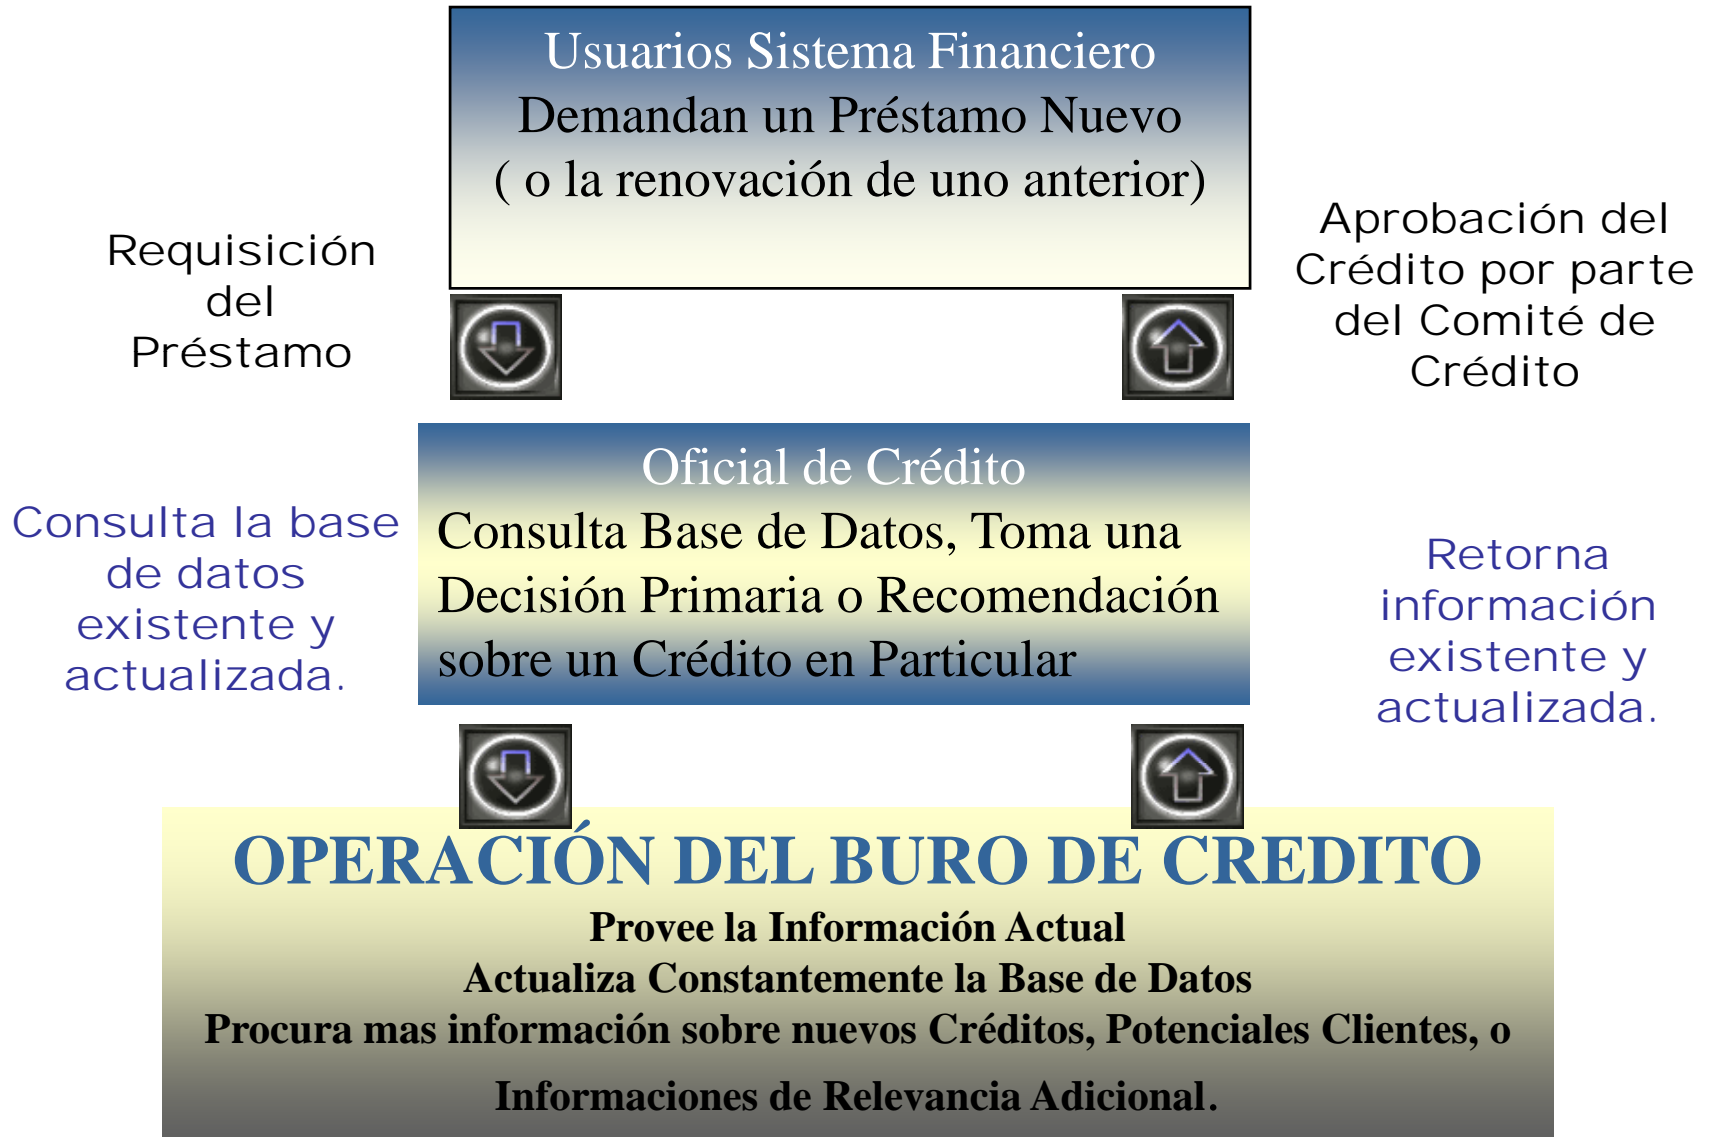 Usuarios Sistema Financiero
Demandan un Préstamo Nuevo
( o la renovación de uno anterior)
Requisición
del
Préstamo
Aprobación del
Crédito por parte
del Comité de
Crédito
Oficial de Crédito
Consulta Base de Datos, Toma una
Decisión Primaria o Recomendación
sobre un Crédito en Particular
Consulta la base
de datos
existente y
actualizada.
Retorna
información
existente y
actualizada.
OPERACIÓN DEL BURO DE CREDITO
Provee la Información Actual
Actualiza Constantemente la Base de Datos
Procura mas información sobre nuevos Créditos, Potenciales Clientes, o
Informaciones de Relevancia Adicional.